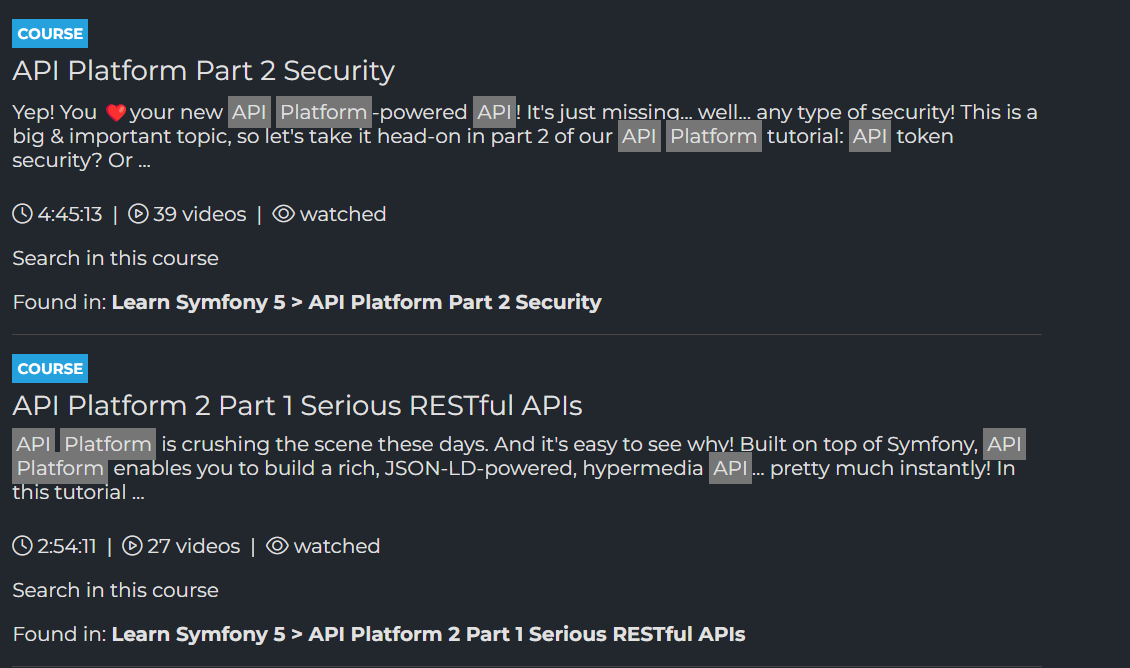 COURSE
API Platform Part 2 Security
Yep! You ❤️ your new API Platform-powered API! It's just missing... well... any type of security! This is a
big & important topic, so let's take it head-on in part 2 of our API Platform tutorial: API token
security? Or ...
4:45:13 | 39 videos | watched
Search in this course
Found in: Learn Symfony 5 > API Platform Part 2 Security
COURSE
API Platform 2 Part 1 Serious RESTful APIs
API Platform is crushing the scene these days. And it's easy to see why! Built on top of Symfony, API
Platform enables you to build a rich, JSON-LD-powered, hypermedia API... pretty much instantly! In
this tutorial ...
2:54:11 | 27 videos | watched
Search in this course
Found in: Learn Symfony 5 > API Platform 2 Part 1 Serious RESTful APIs